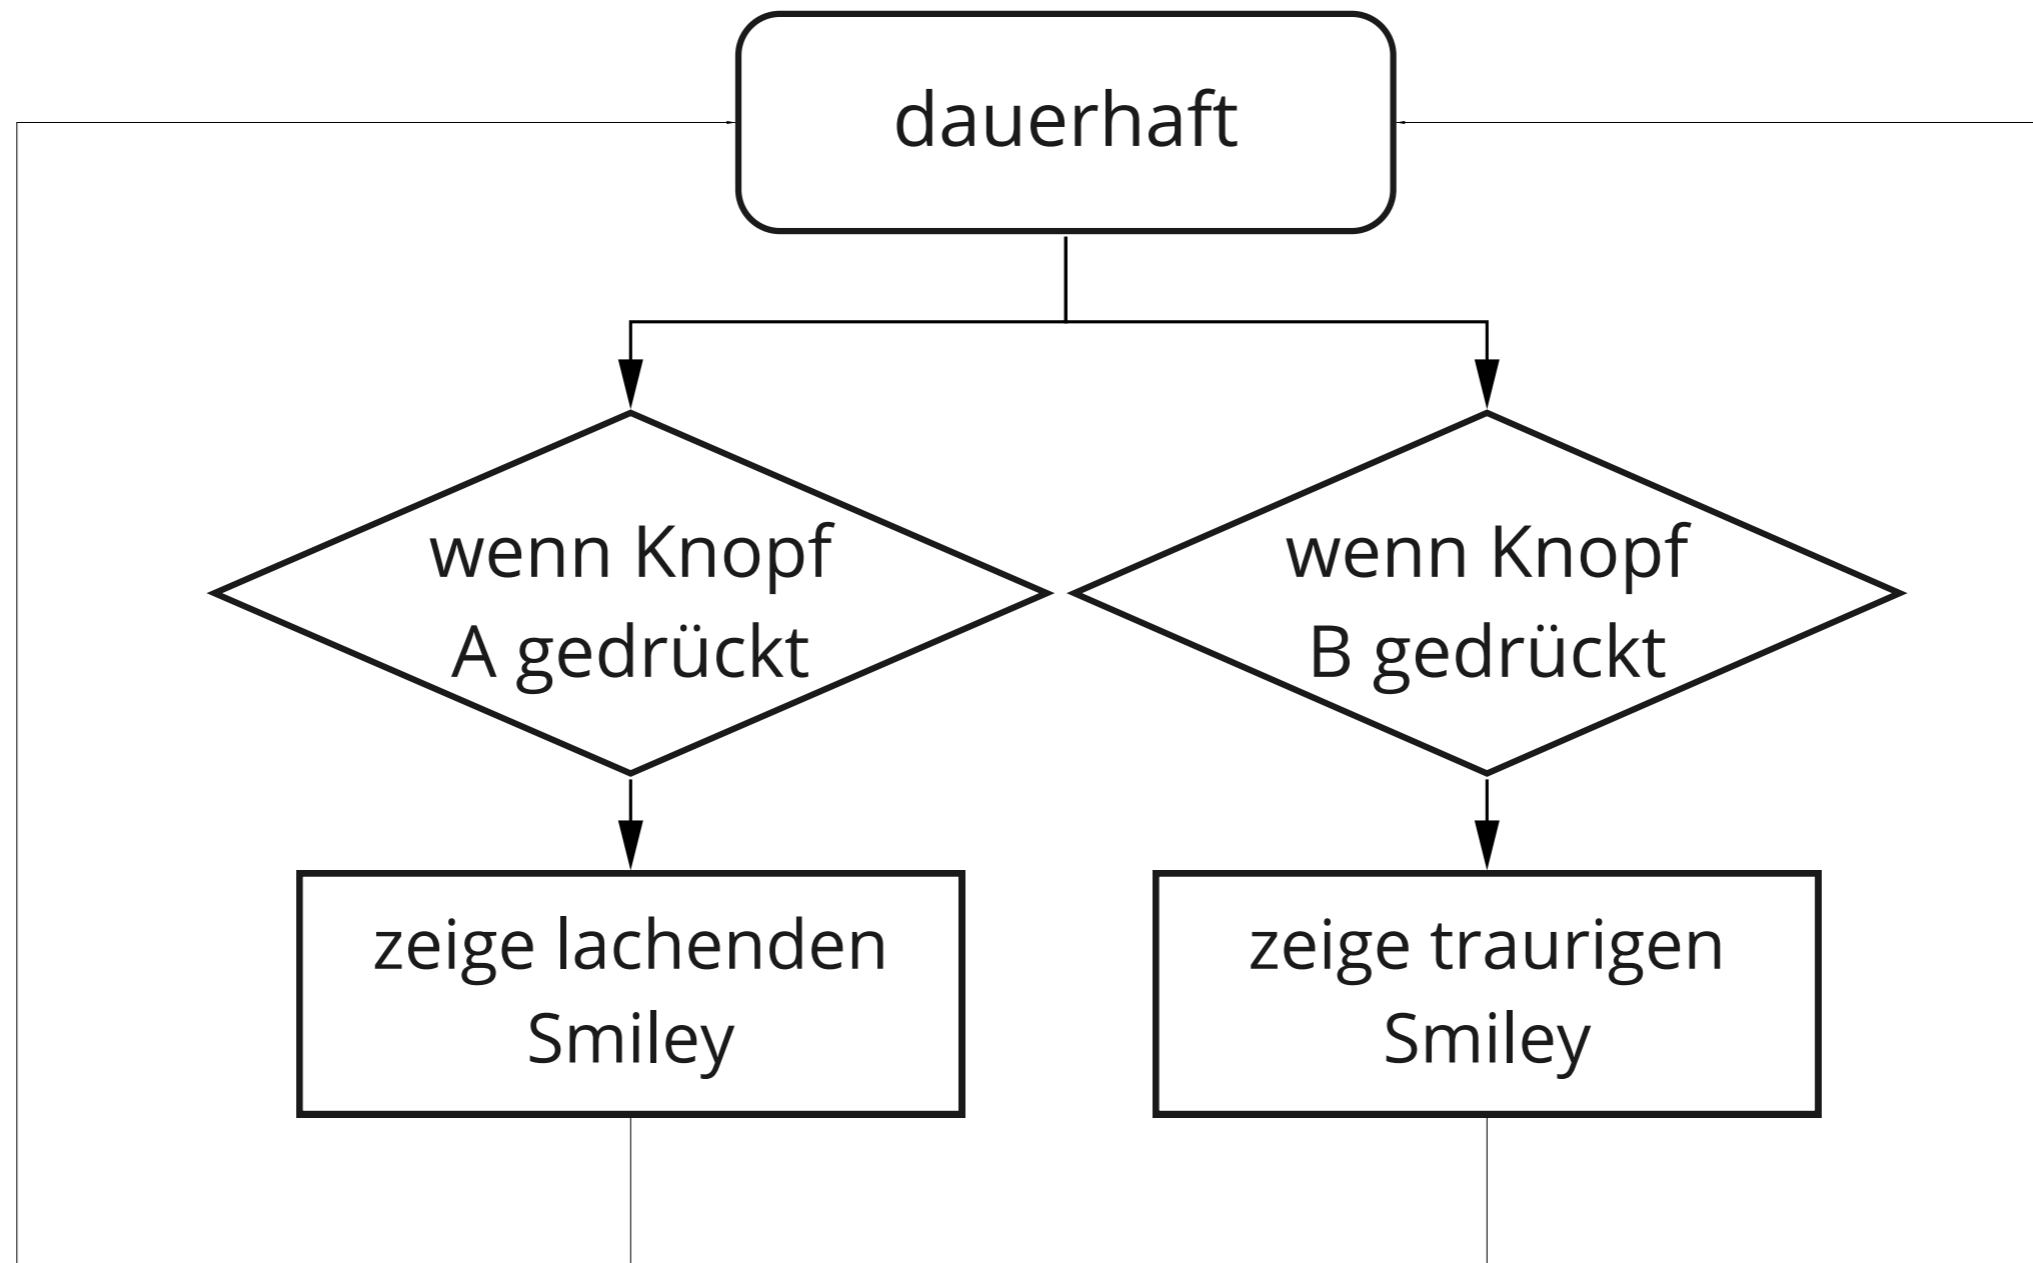 dauerhaft
wenn Knopf
A gedrückt
wenn Knopf
B gedrückt
zeige lachenden
Smiley
zeige traurigen
Smiley